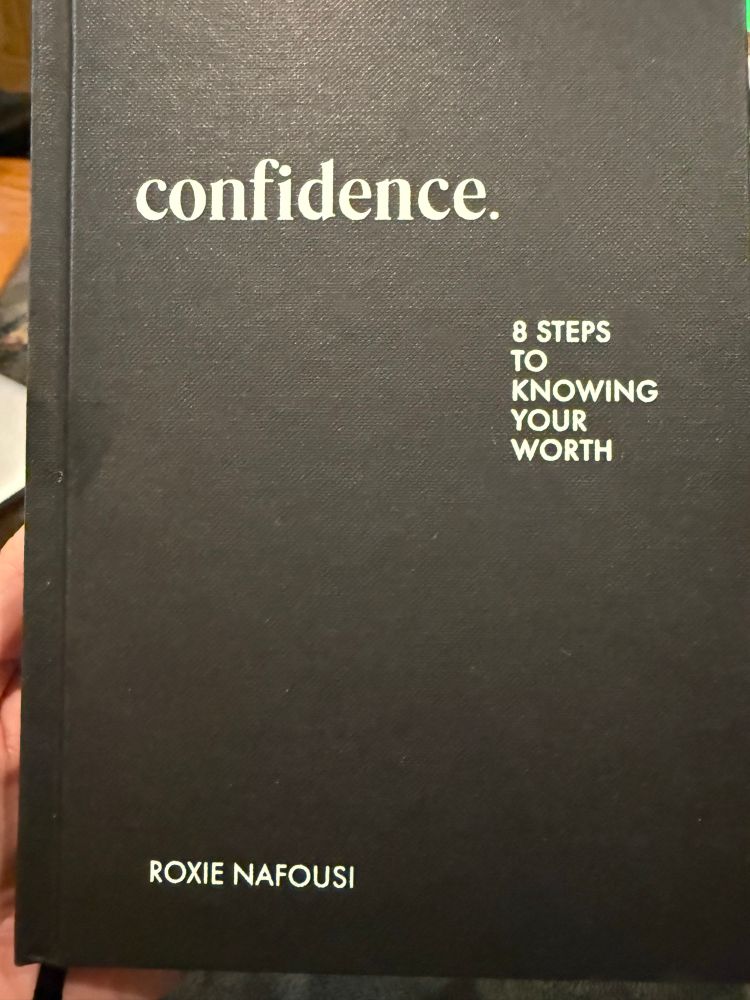 confidence.
8 STEPS
TO
KNOWING
YOUR
WORTH
ROXIE NAFOUSI